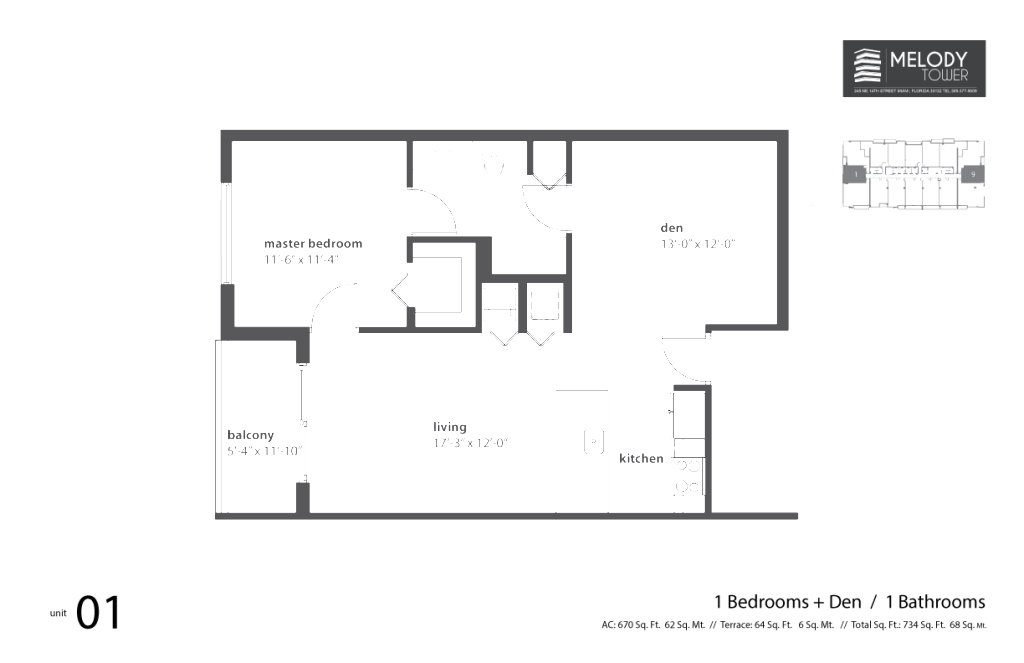 MELODY
TOWER
1
9
den
13'-0" x 12'-0"
master bedroom
11'-6" x 11'-4"
living
17'-3" x 12'-0"
balcony
5'-4" x 11'-10"
kitchen
unit 01
1 Bedrooms + Den / 1 Bathrooms
AC: 670 Sq. Ft. 62 Sq. Mt. // Terrace: 64 Sq. Ft. 6 Sq. Mt. // Total Sq. Ft.: 734 Sq. Ft. 68 Sq. Mt.